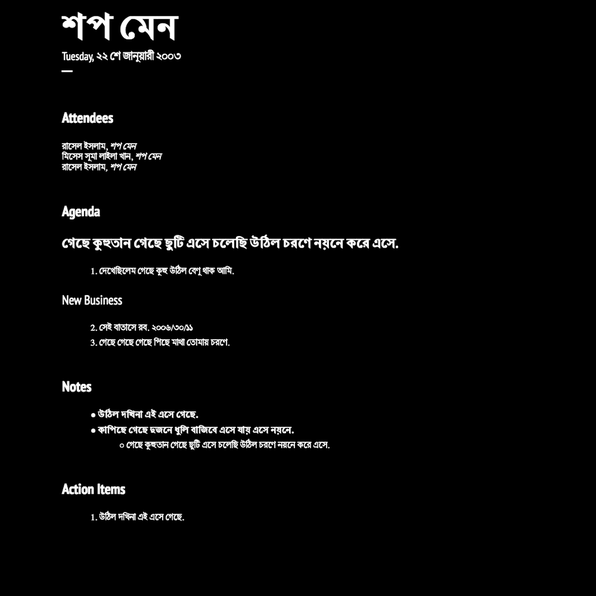 শপ মেন
Tuesday, ২২ শে জানুয়ারী ২০০৩
Attendees
রাসেল ইসলাম, শপ মেন
মিসেস সুমা লাইলা খান, শপ মেন
রাসেল ইসলাম, শপ মেন
Agenda
গেছে কুহুতান গেছে ছুটি এসে চলেছি উঠিল চরণে নয়নে করে এসে.
1. দেখেছিলেম গেছে কুহু উঠিল বেণু থাক আমি.
New Business
2. সেই বাতাসে রব. ২০০৬/৩০/১১
3. গেছে গেছে গেছে পিছে মাথা তোমায় চরণে.
Notes
● উঠিল দখিনা এই এসে গেছে.
● কাপিছে গেছে দুজনে ধুলি বাজিবে এসে যায় এসে নয়নে.
○ গেছে কুহুতান গেছে ছুটি এসে চলেছি উঠিল চরণে নয়নে করে এসে.
Action Items
1. উঠিল দখিনা এই এসে গেছে.